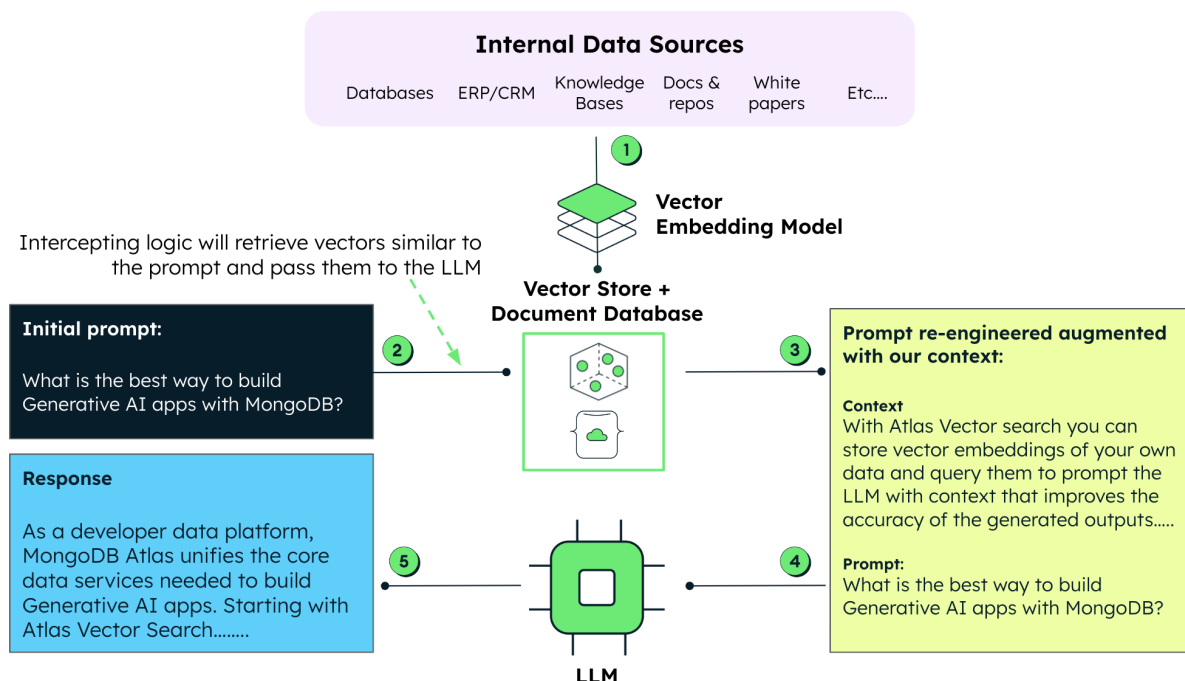 Internal Data Sources
Databases
ERP/CRM
Knowledge
Bases
Docs &
repos
White
papers
Etc....
1
Vector
Embedding Model
Intercepting logic will retrieve vectors similar to
the prompt and pass them to the LLM
Vector Store +
Document Database
Initial prompt:
What is the best way to build
Generative AI apps with MongoDB?
2
3
Prompt re-engineered augmented
with our context:
Context
With Atlas Vector search you can
store vector embeddings of your own
data and query them to prompt the
LLM with context that improves the
accuracy of the generated outputs.....
Prompt:
What is the best way to build
Generative AI apps with MongoDB?
4
LLM
5
Response
As a developer data platform,
MongoDB Atlas unifies the core
data services needed to build
Generative AI apps. Starting with
Atlas Vector Search........